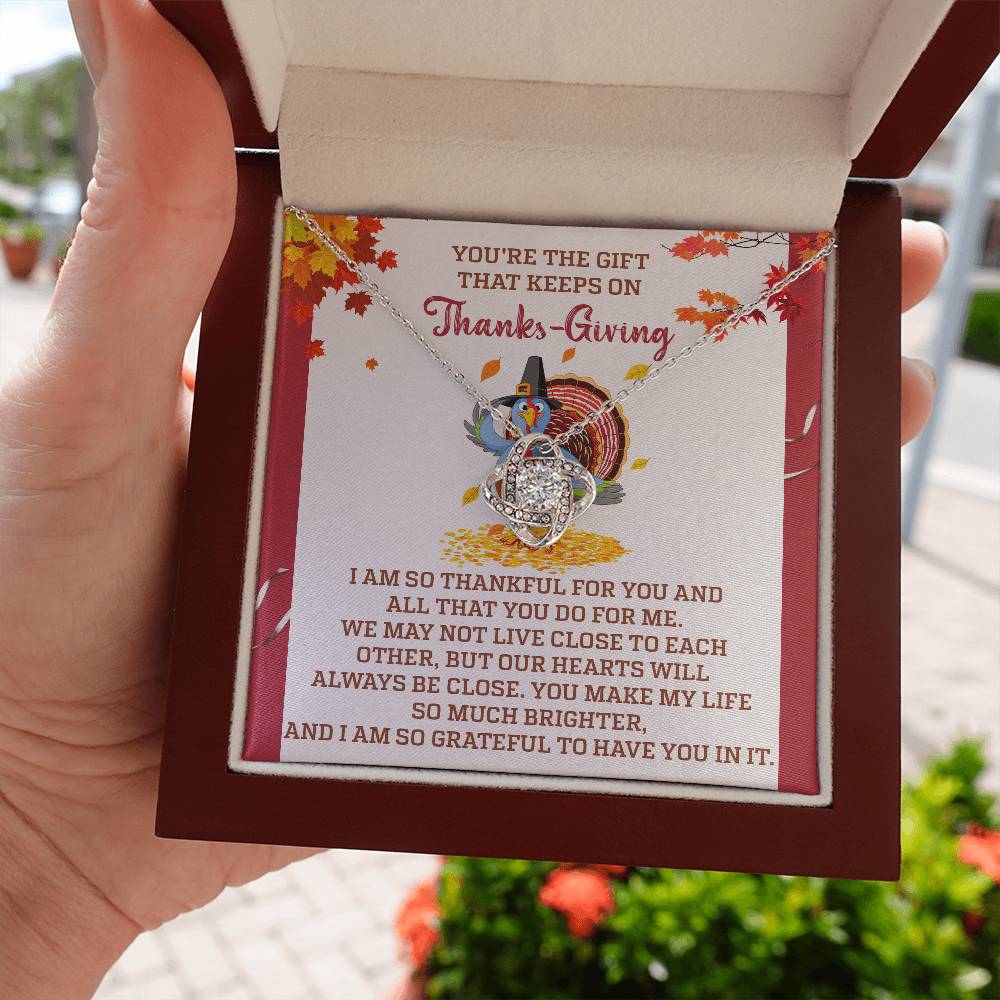 YOU'RE THE GIFT
THAT KEEPS ON
Thanks-Giving
I AM SO THANKFUL FOR YOU AND
ALL THAT YOU DO FOR ME.
WE MAY NOT LIVE CLOSE TO EACH
OTHER, BUT OUR HEARTS WILL
ALWAYS BE CLOSE. YOU MAKE MY LIFE
SO MUCH BRIGHTER,
AND I AM SO GRATEFUL TO HAVE YOU IN IT.